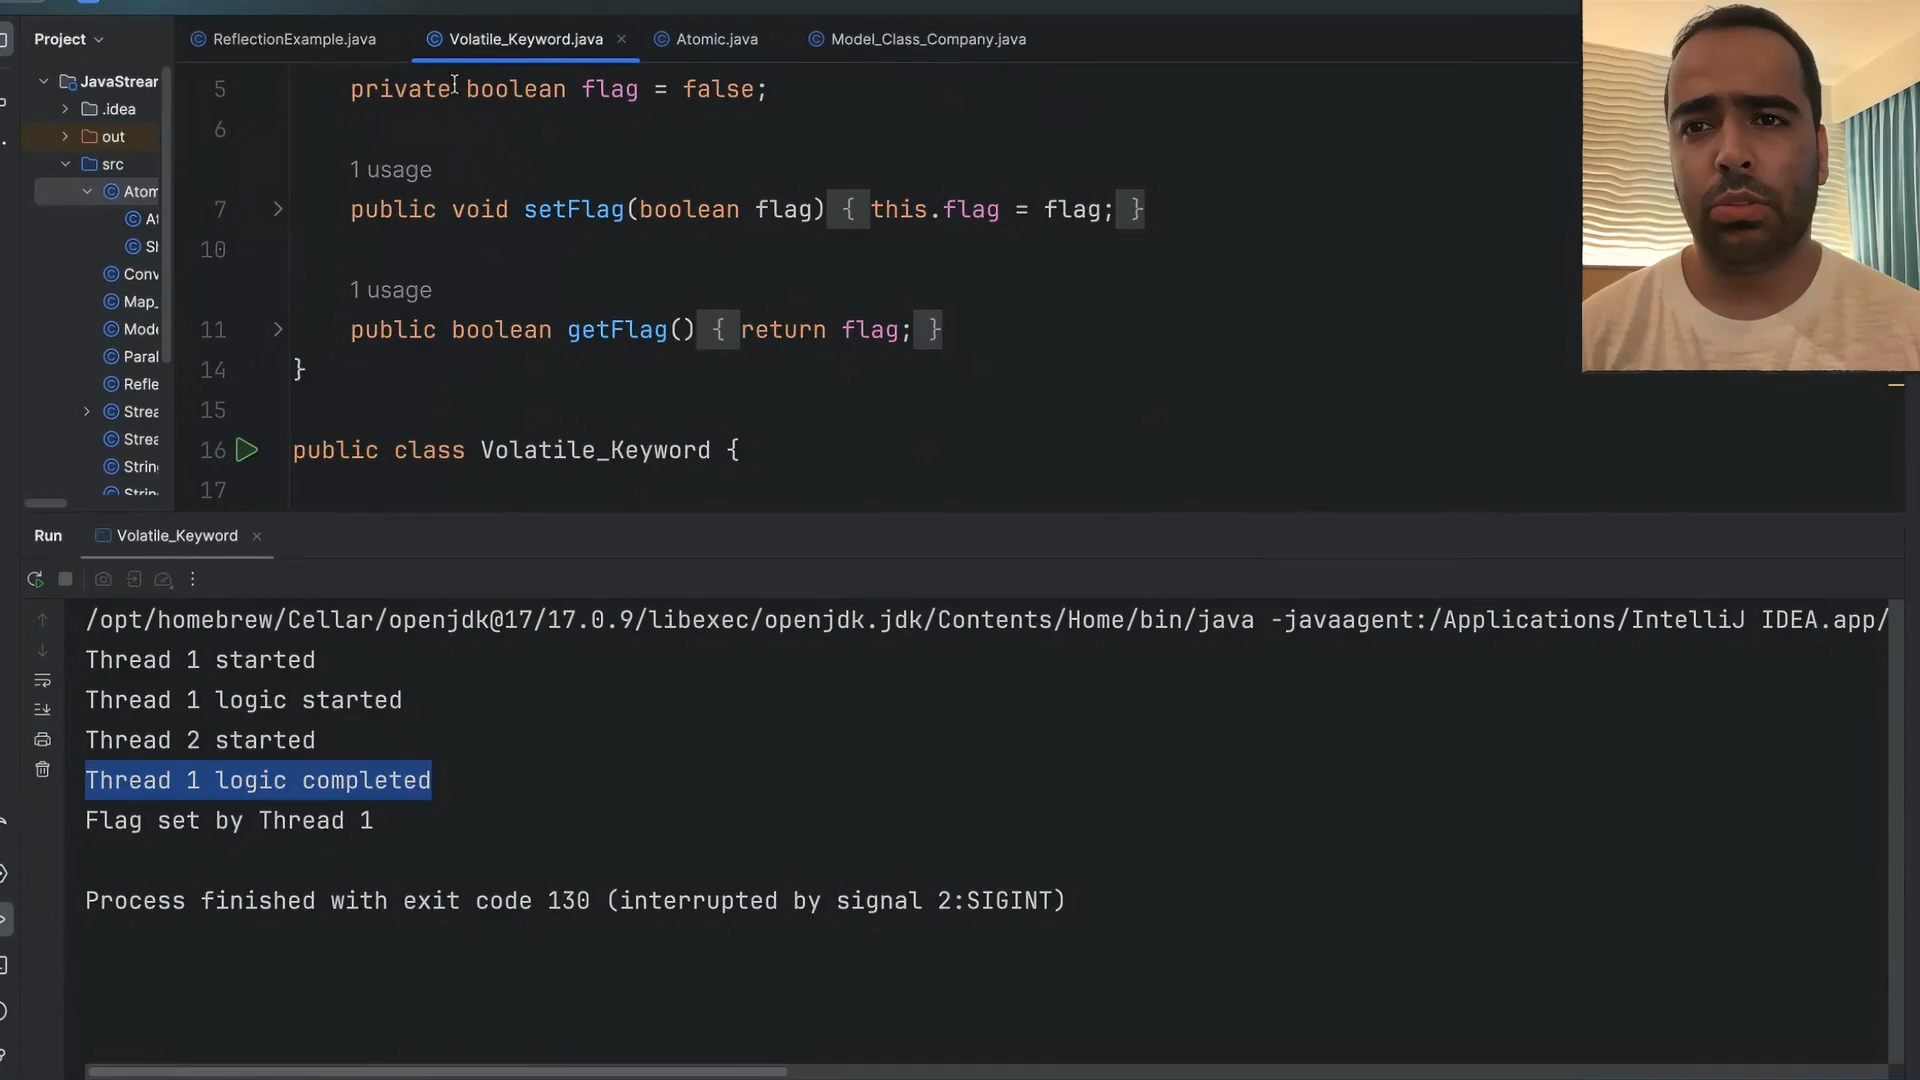 Project
ReflectionExample.java
Volatile_Keyword.java
Atomic.java
Model_Class_Company.java
JavaStrear
.idea
out
src
Atom
At
Sh
Conv
Map_
Mode
Paral
Refle
Strea
Strea
Strin
5 private boolean flag = false;
6
1 usage
7 public void setFlag(boolean flag) { this.flag = flag; }
10
1 usage
11 public boolean getFlag() { return flag; }
14 }
15
16 public class Volatile_Keyword {
17
Run Volatile_Keyword
/opt/homebrew/Cellar/openjdk@17/17.0.9/libexec/openjdk.jdk/Contents/Home/bin/java -javaagent:/Applications/IntelliJ IDEA.app/
Thread 1 started
Thread 1 logic started
Thread 2 started
Thread 1 logic completed
Flag set by Thread 1
Process finished with exit code 130 (interrupted by signal 2:SIGINT)